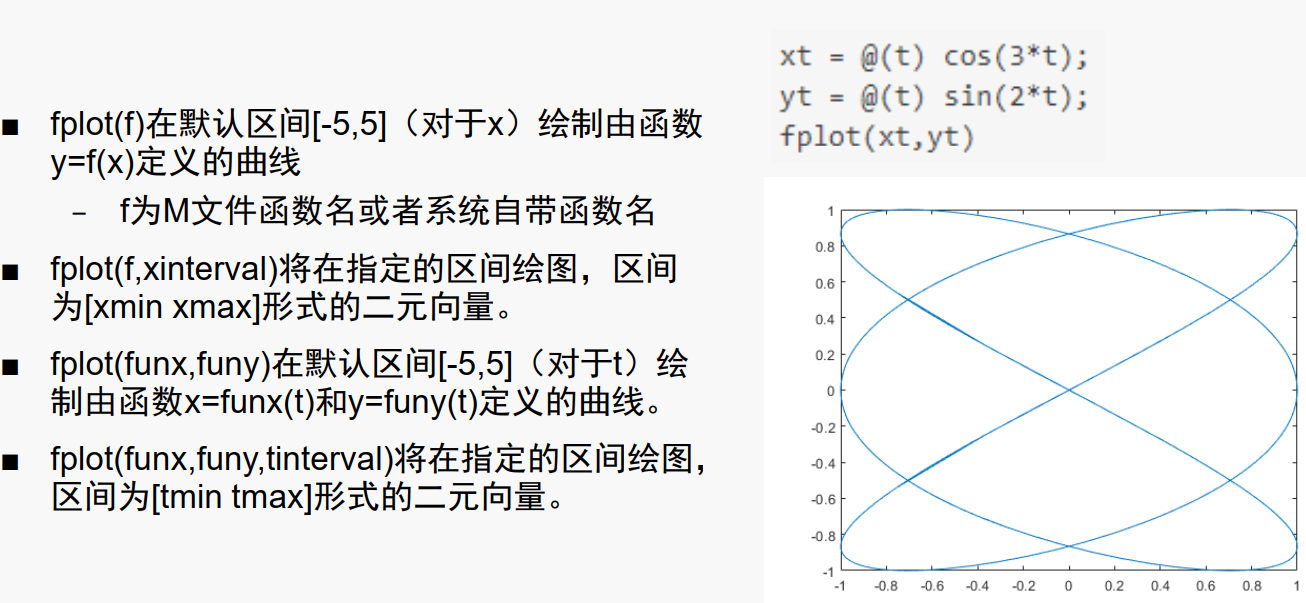 ■ fplot(f)在默认区间[-5,5]（对于x）绘制由函数
y=f(x)定义的曲线
– f为M文件函数名或者系统自带函数名
■ fplot(f,xinterval)将在指定的区间绘图，区间
为[xmin xmax]形式的二元向量。
■ fplot(funx,funy)在默认区间[-5,5]（对于t）绘
制由函数x=funx(t)和y=funy(t)定义的曲线。
■ fplot(funx,funy,tinterval)将在指定的区间绘图，
区间为[tmin tmax]形式的二元向量。
xt = @(t) cos(3*t);
yt = @(t) sin(2*t);
fplot(xt,yt)
1
0.8
0.6
0.4
0.2
0
-0.2
-0.4
-0.6
-0.8
-1
-1 -0.8 -0.6 -0.4 -0.2 0 0.2 0.4 0.6 0.8 1